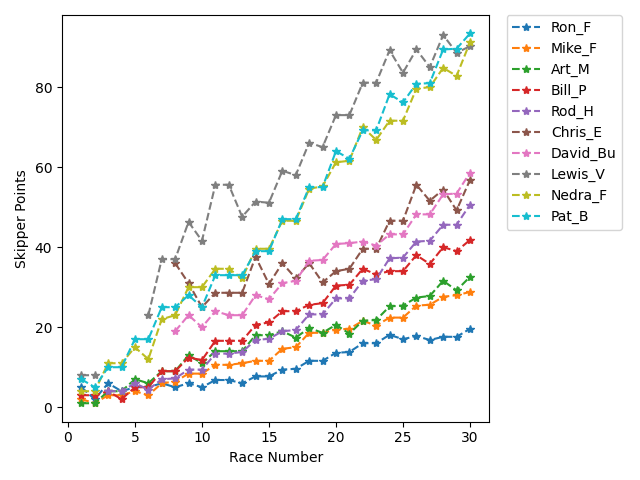 Skipper Points
80
60
40
20
0
0 5 10 15 20 25 30
Race Number
Ron_F
Mike_F
Art_M
Bill_P
Rod_H
Chris_E
David_Bu
Lewis_V
Nedra_F
Pat_B